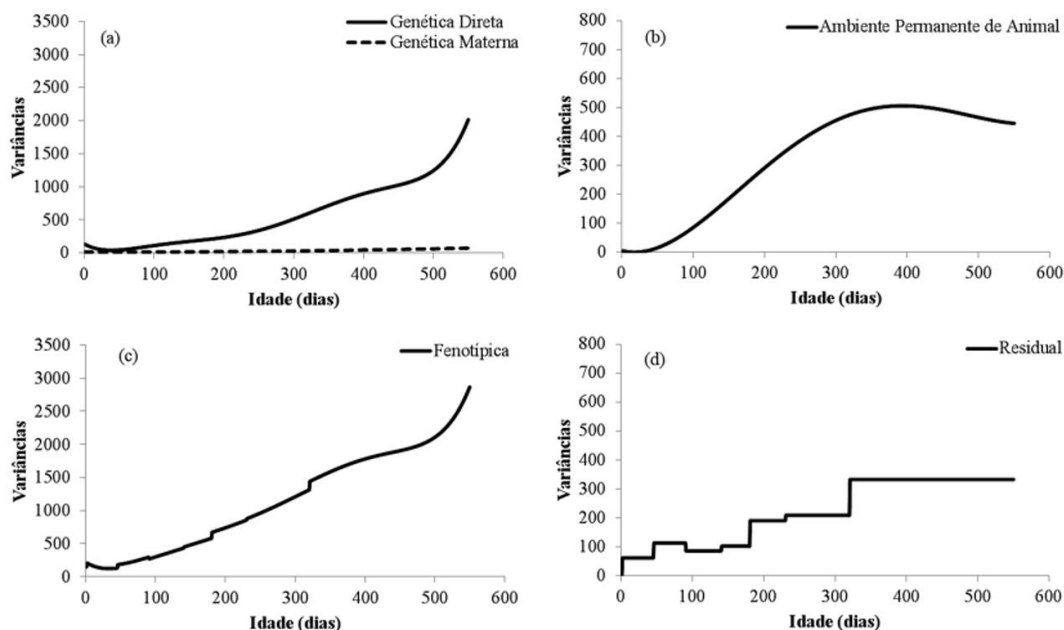 (a)
Genética Direta
Genética Materna
Variâncias
3500
3000
2500
2000
1500
1000
500
0
0 100 200 300 400 500 600
Idade (dias)
(b)
Ambiente Permanente de Animal
Variâncias
800
700
600
500
400
300
200
100
0
0 100 200 300 400 500 600
Idade (dias)
(c)
Fenotípica
Variâncias
3500
3000
2500
2000
1500
1000
500
0
0 100 200 300 400 500 600
Idade (dias)
(d)
Residual
Variâncias
800
700
600
500
400
300
200
100
0
0 100 200 300 400 500 600
Idade (dias)